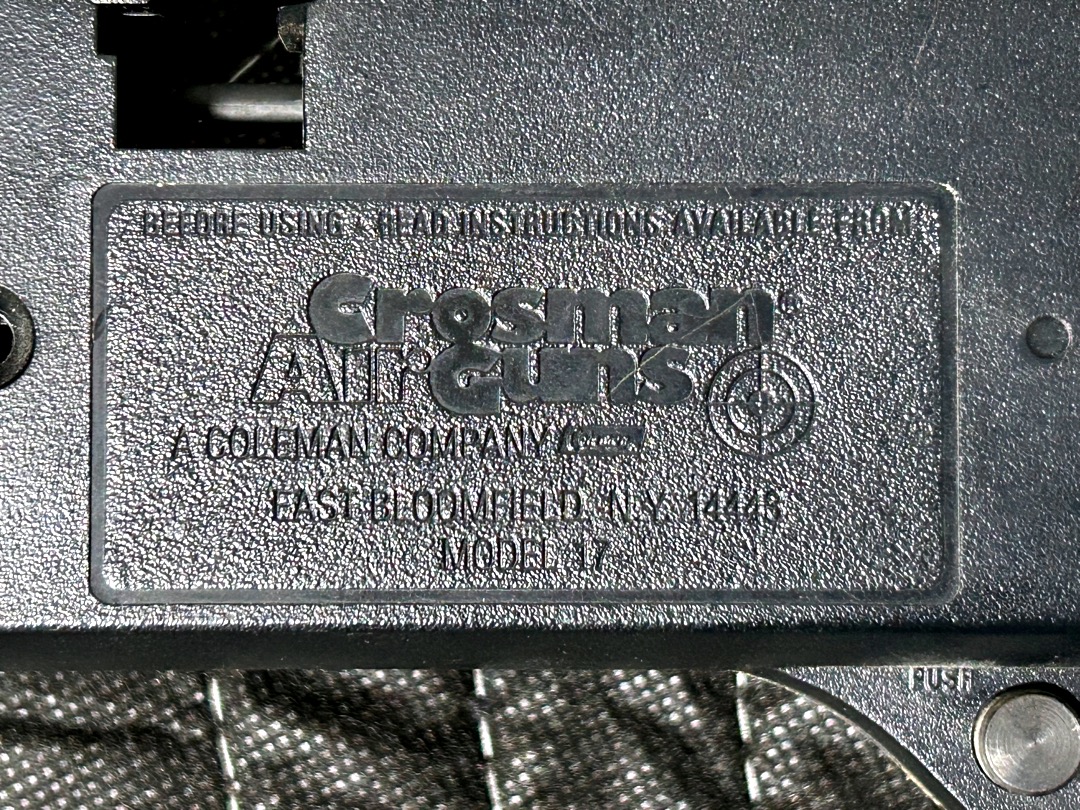 BEFORE USING - READ INSTRUCTIONS AVAILABLE FROM
Crosman®
Air Guns
A COLEMAN COMPANY
EAST BLOOMFIELD, N.Y. 14443
MODEL 17
PUSH